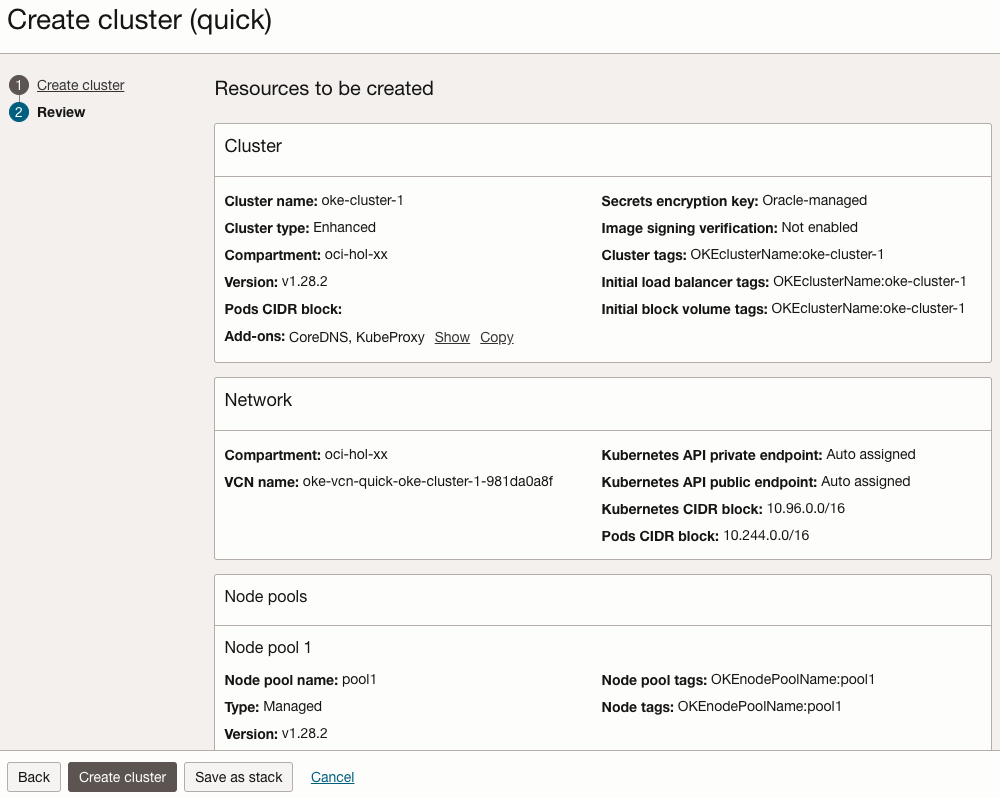 Create cluster (quick)
1 Create cluster
2 Review
Resources to be created
Cluster
Cluster name: oke-cluster-1
Cluster type: Enhanced
Compartment: oci-hol-xx
Version: v1.28.2
Pods CIDR block:
Add-ons: CoreDNS, KubeProxy Show Copy
Secrets encryption key: Oracle-managed
Image signing verification: Not enabled
Cluster tags: OKEclusterName:oke-cluster-1
Initial load balancer tags: OKEclusterName:oke-cluster-1
Initial block volume tags: OKEclusterName:oke-cluster-1
Network
Compartment: oci-hol-xx
VCN name: oke-vcn-quick-oke-cluster-1-981da0a8f
Kubernetes API private endpoint: Auto assigned
Kubernetes API public endpoint: Auto assigned
Kubernetes CIDR block: 10.96.0.0/16
Pods CIDR block: 10.244.0.0/16
Node pools
Node pool 1
Node pool name: pool1
Type: Managed
Version: v1.28.2
Node pool tags: OKEnodePoolName:pool1
Node tags: OKEnodePoolName:pool1
Back Create cluster Save as stack Cancel